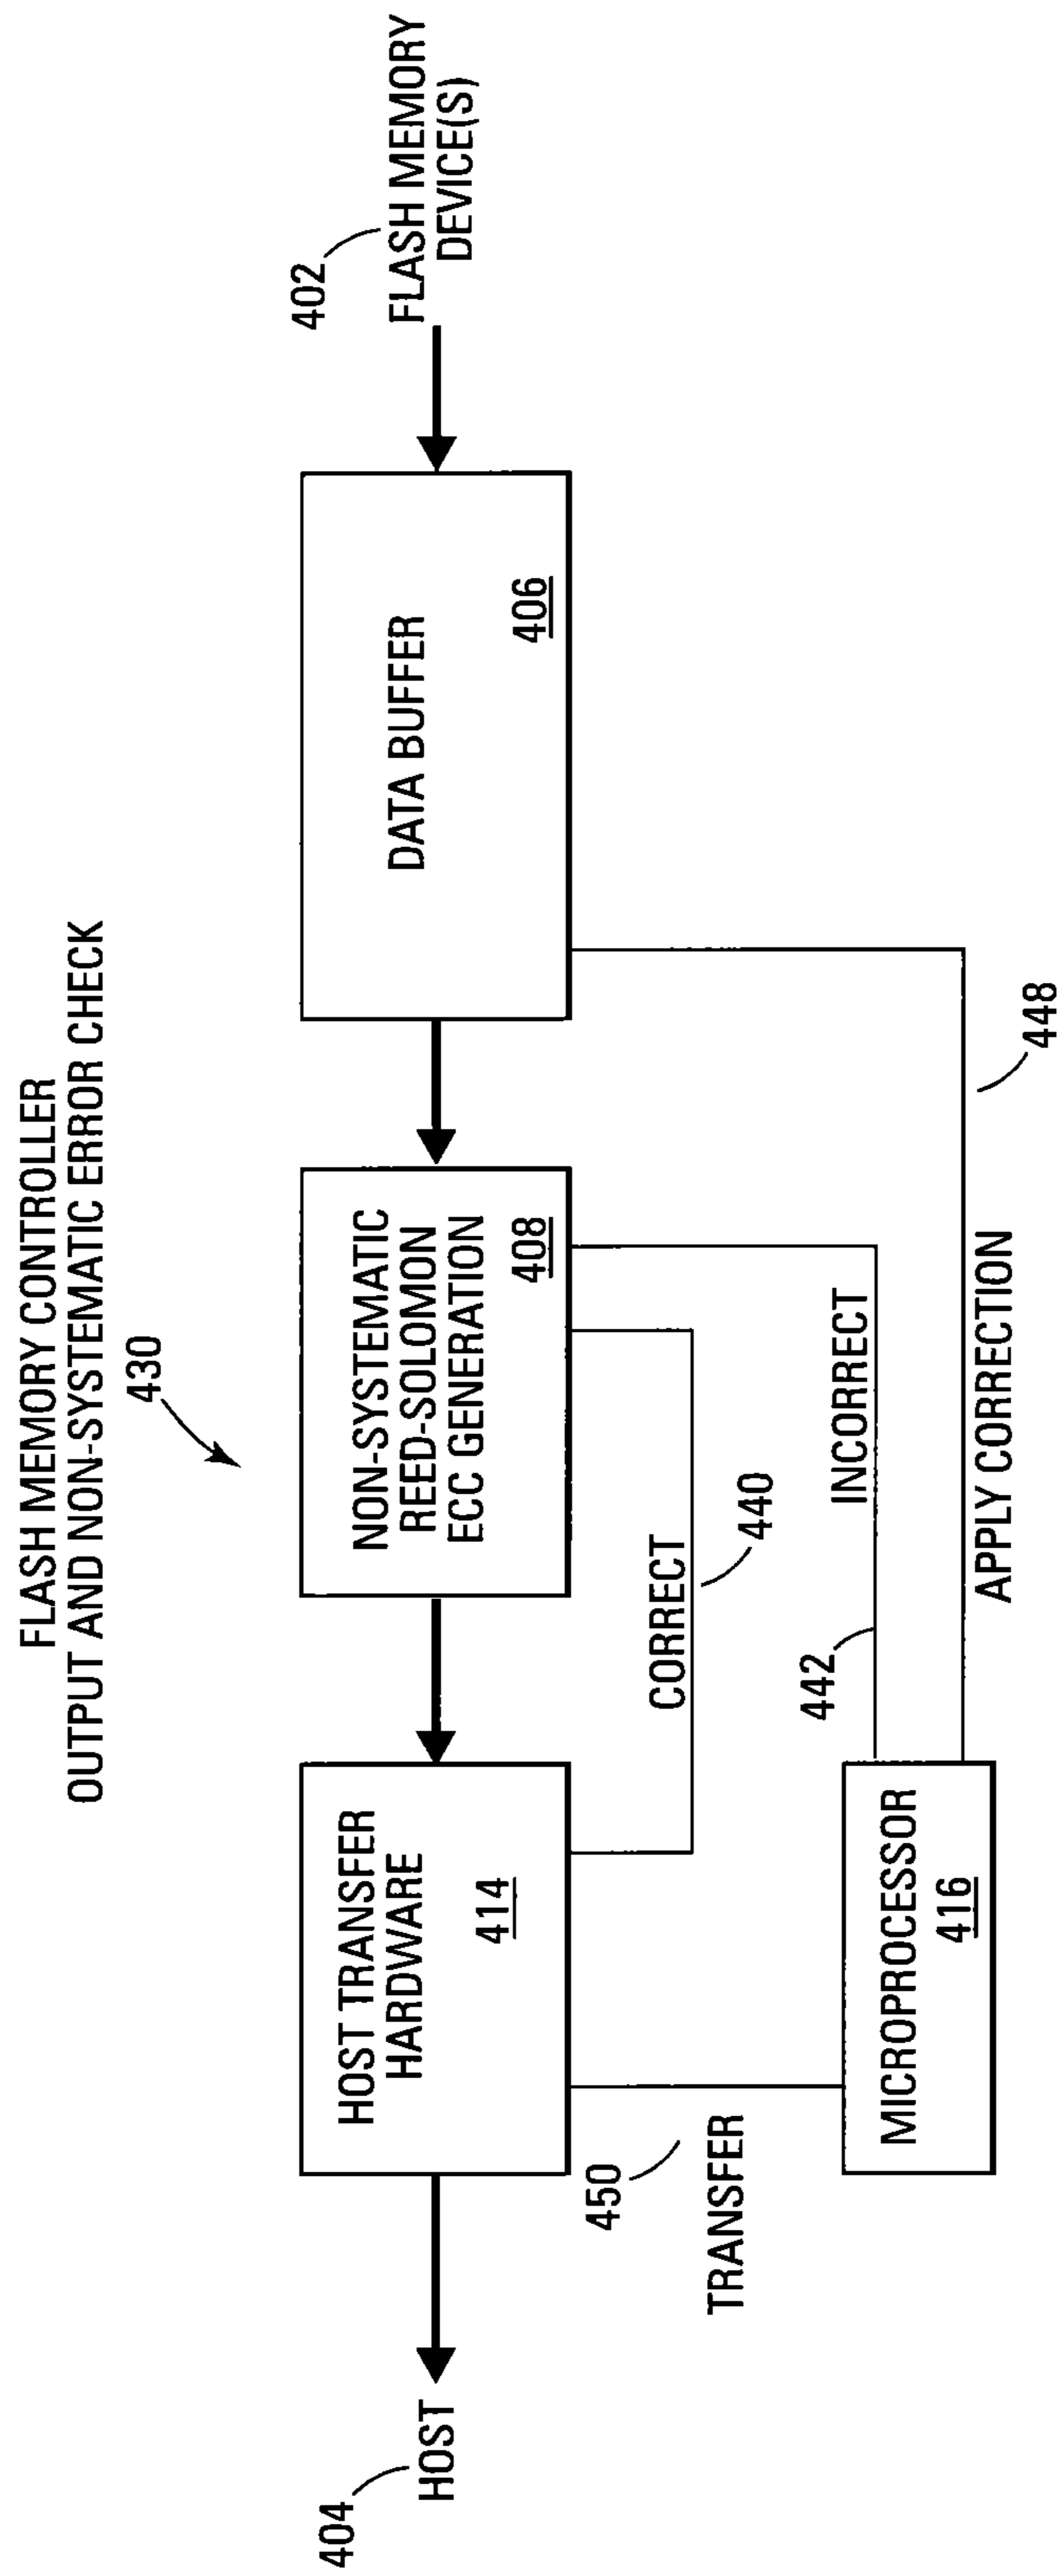 FLASH MEMORY CONTROLLER
OUTPUT AND NON-SYSTEMATIC ERROR CHECK
430
404
HOST
HOST TRANSFER
HARDWARE
414
NON-SYSTEMATIC
REED-SOLOMON
ECC GENERATION
408
DATA BUFFER
406
402
FLASH MEMORY
DEVICE(S)
450
TRANSFER
CORRECT
440
MICROPROCESSOR
416
442
INCORRECT
APPLY CORRECTION
448